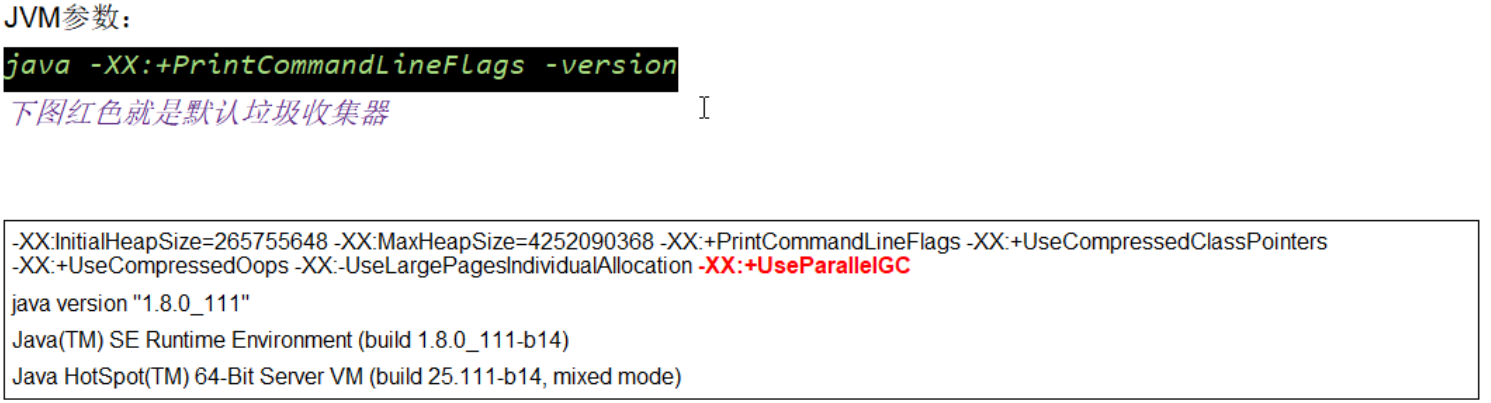 JVM参数：
java -XX:+PrintCommandLineFlags -version
下图红色就是默认垃圾收集器
-XX:InitialHeapSize=265755648 -XX:MaxHeapSize=4252090368 -XX:+PrintCommandLineFlags -XX:+UseCompressedClassPointers
-XX:+UseCompressedOops -XX:-UseLargePagesIndividualAllocation -XX:+UseParallelGC
java version "1.8.0_111"
Java(TM) SE Runtime Environment (build 1.8.0_111-b14)
Java HotSpot(TM) 64-Bit Server VM (build 25.111-b14, mixed mode)